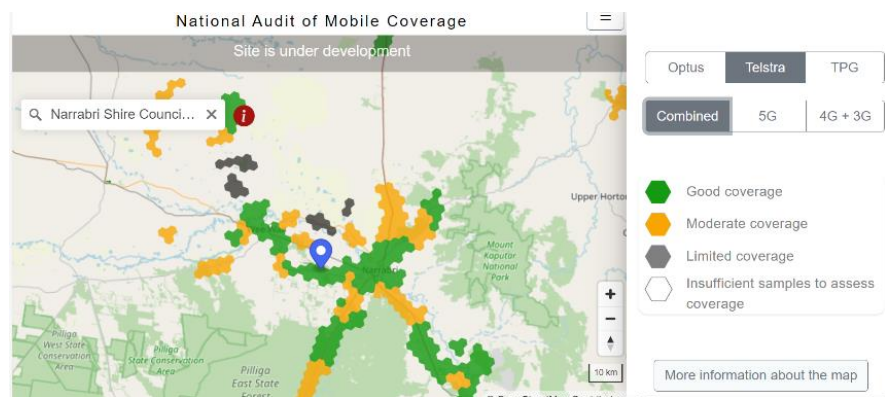 National Audit of Mobile Coverage
Site is under development
Narrabri Shire Counci...
i
Optus
Telstra
TPG
Combined
5G
4G + 3G
Good coverage
Moderate coverage
Limited coverage
Insufficient samples to assess
coverage
Upper Horton
Mount
Kaputar
National
Park
Narrabri
Pilliga
West State
Conservation
Area
Pilliga
State Conservation
Area
Pilliga
East State
Forest
+
−
10 km
More information about the map